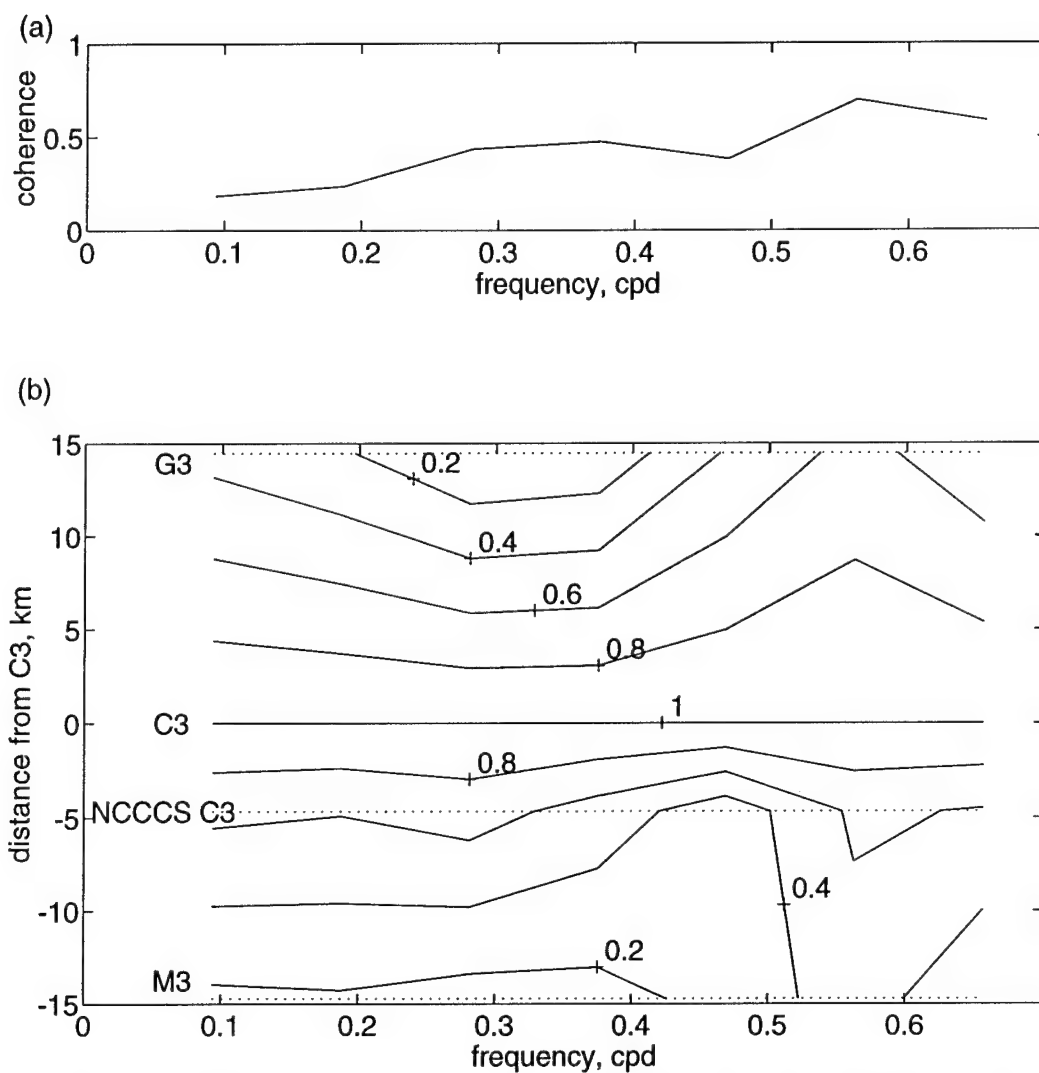 (a)
1
0.5
0
coherence
0 0.1 0.2 0.3 0.4 0.5 0.6
frequency, cpd
(b)
15
10
5
0
-5
-10
-15
distance from C3, km
G3
C3
NCCCS C3
M3
0.2
0.4
0.6
0.8
1
0.8
0.4
0.2
0 0.1 0.2 0.3 0.4 0.5 0.6
frequency, cpd